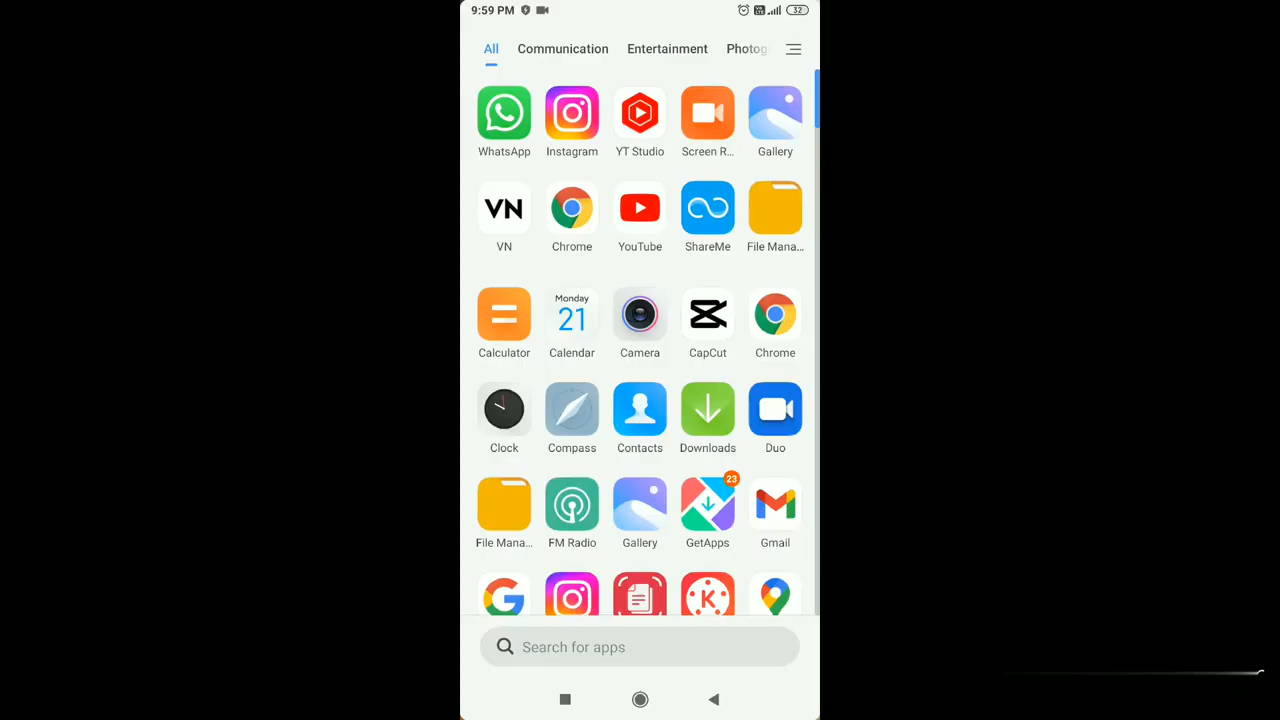 9:59 PM 32
All Communication Entertainment Photog
WhatsApp Instagram YT Studio Screen R... Gallery
VN
VN Chrome YouTube ShareMe File Mana...
Monday
21
Calculator Calendar Camera CapCut Chrome
Clock Compass Contacts Downloads Duo
23
File Mana... FM Radio Gallery GetApps Gmail
G K
Search for apps